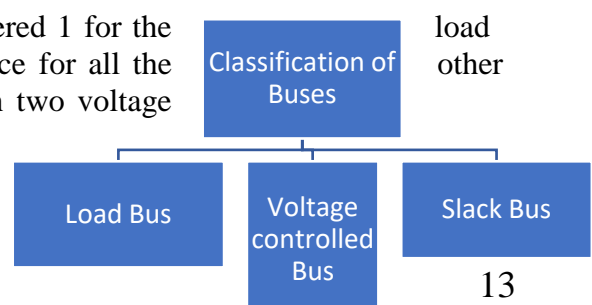 ered 1 for the load
ce for all the other
n two voltage
Classification of
Buses
Load Bus
Voltage
controlled
Bus
Slack Bus
13